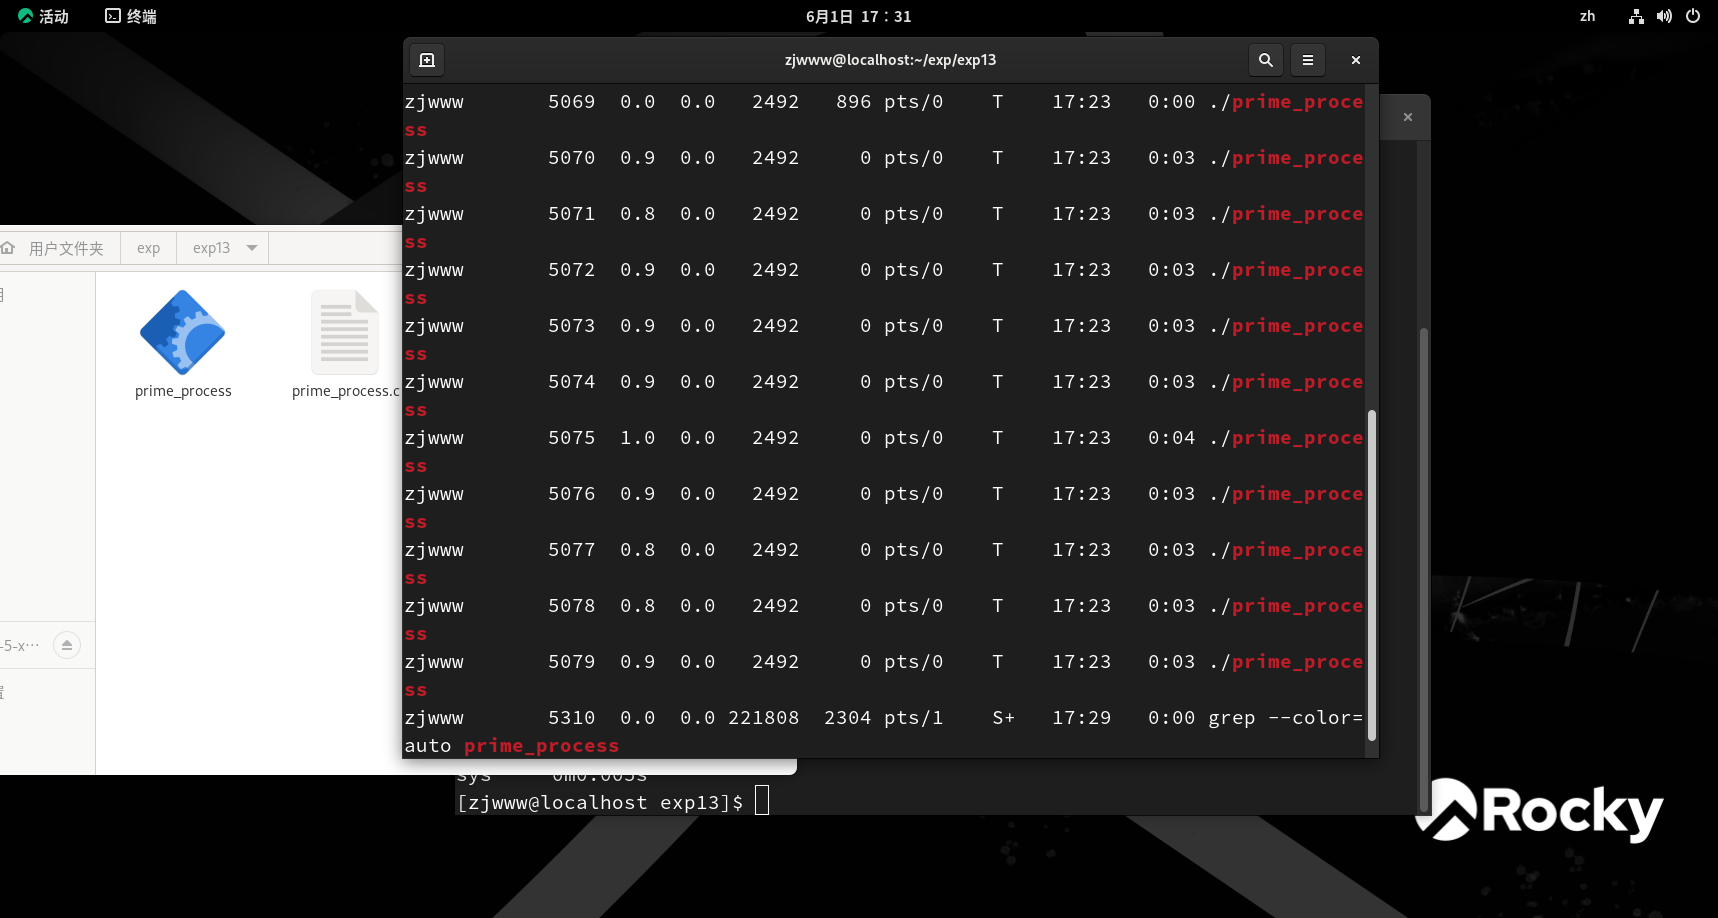 活动 终端 6月1日 17：31 zh
zjwww@localhost:~/exp/exp13
zjwww 5069 0.0 0.0 2492 896 pts/0 T 17:23 0:00 ./prime_proce
ss
zjwww 5070 0.9 0.0 2492 0 pts/0 T 17:23 0:03 ./prime_proce
ss
zjwww 5071 0.8 0.0 2492 0 pts/0 T 17:23 0:03 ./prime_proce
ss
zjwww 5072 0.9 0.0 2492 0 pts/0 T 17:23 0:03 ./prime_proce
ss
zjwww 5073 0.9 0.0 2492 0 pts/0 T 17:23 0:03 ./prime_proce
ss
zjwww 5074 0.9 0.0 2492 0 pts/0 T 17:23 0:03 ./prime_proce
ss
zjwww 5075 1.0 0.0 2492 0 pts/0 T 17:23 0:04 ./prime_proce
ss
zjwww 5076 0.9 0.0 2492 0 pts/0 T 17:23 0:03 ./prime_proce
ss
zjwww 5077 0.8 0.0 2492 0 pts/0 T 17:23 0:03 ./prime_proce
ss
zjwww 5078 0.8 0.0 2492 0 pts/0 T 17:23 0:03 ./prime_proce
ss
zjwww 5079 0.9 0.0 2492 0 pts/0 T 17:23 0:03 ./prime_proce
ss
zjwww 5310 0.0 0.0 221808 2304 pts/1 S+ 17:29 0:00 grep --color=
auto prime_process
用户文件夹 exp exp13
prime_process prime_process.c
-5-x…
sys 0m0.003s
[zjwww@localhost exp13]$
Rocky